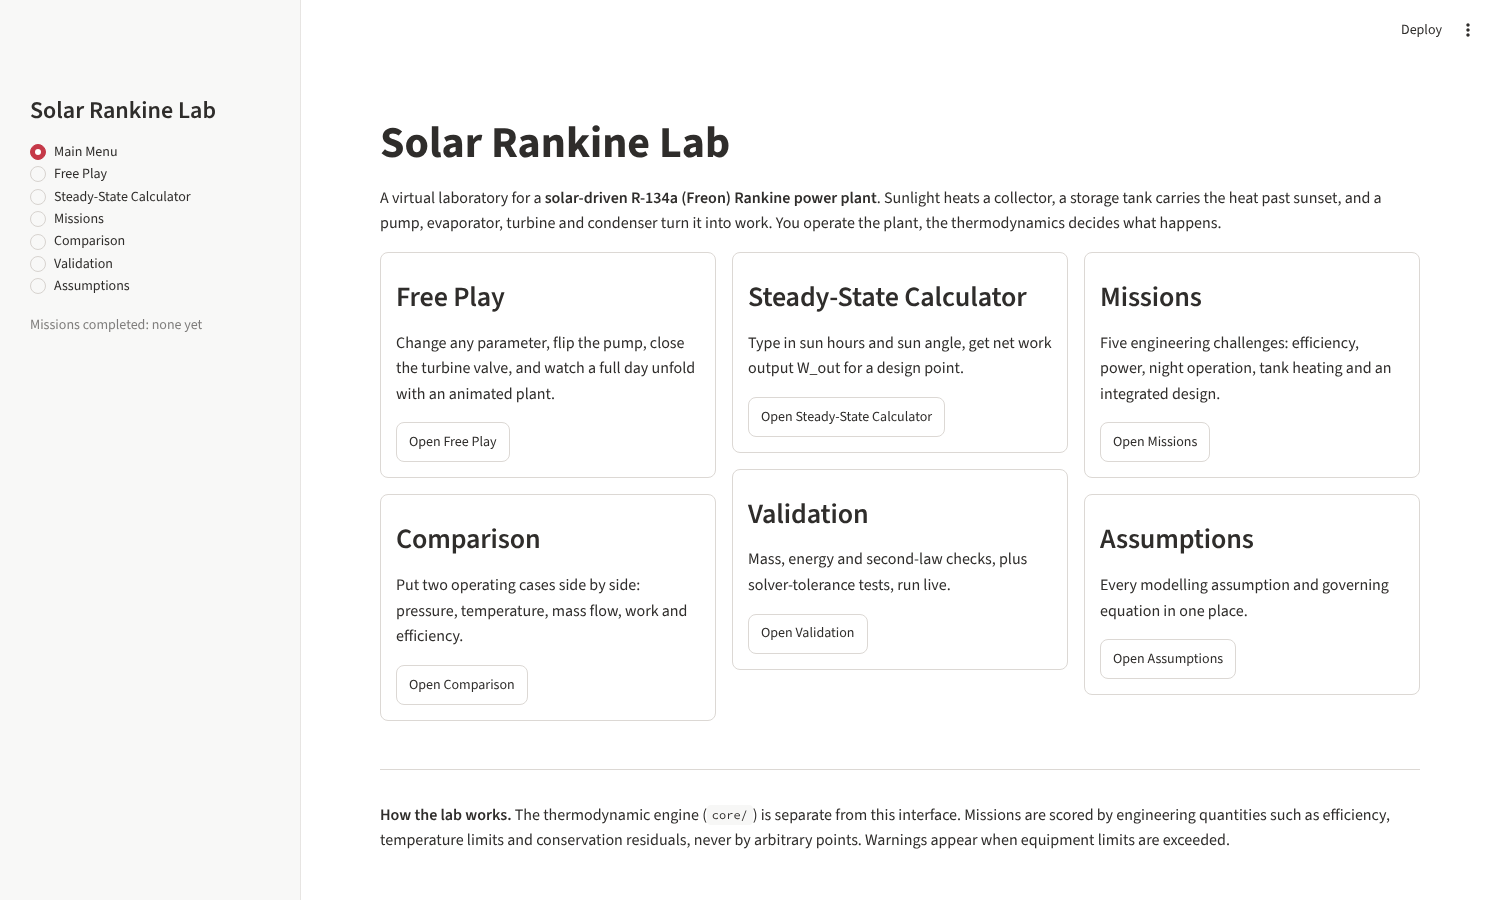 Deploy
Solar Rankine Lab
Main Menu
Free Play
Steady-State Calculator
Missions
Comparison
Validation
Assumptions
Missions completed: none yet
Solar Rankine Lab
A virtual laboratory for a solar-driven R-134a (Freon) Rankine power plant. Sunlight heats a collector, a storage tank carries the heat past sunset, and a
pump, evaporator, turbine and condenser turn it into work. You operate the plant, the thermodynamics decides what happens.
Free Play
Change any parameter, flip the pump, close
the turbine valve, and watch a full day unfold
with an animated plant.
Open Free Play
Steady-State Calculator
Type in sun hours and sun angle, get net work
output W_out for a design point.
Open Steady-State Calculator
Missions
Five engineering challenges: efficiency,
power, night operation, tank heating and an
integrated design.
Open Missions
Comparison
Put two operating cases side by side:
pressure, temperature, mass flow, work and
efficiency.
Open Comparison
Validation
Mass, energy and second-law checks, plus
solver-tolerance tests, run live.
Open Validation
Assumptions
Every modelling assumption and governing
equation in one place.
Open Assumptions
How the lab works. The thermodynamic engine ( core/ ) is separate from this interface. Missions are scored by engineering quantities such as efficiency,
temperature limits and conservation residuals, never by arbitrary points. Warnings appear when equipment limits are exceeded.